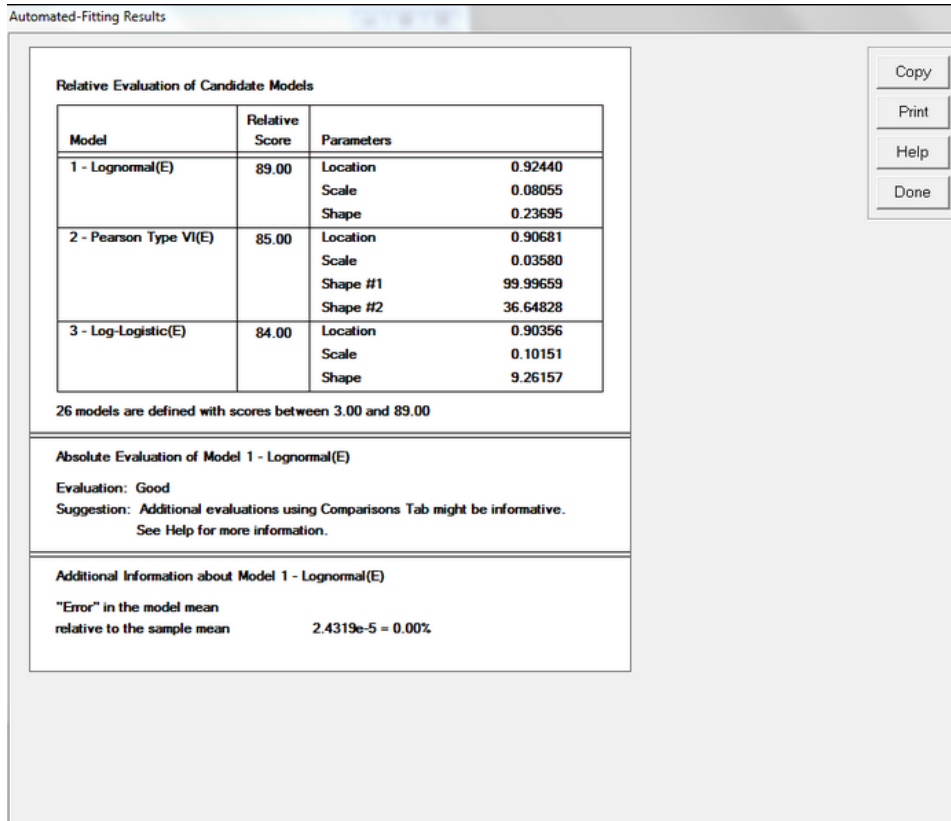 Automated-Fitting Results
Copy
Print
Help
Done
Relative Evaluation of Candidate Models
Relative
Model Score Parameters
1 - Lognormal(E) 89.00 Location 0.92440
Scale 0.08055
Shape 0.23695
2 - Pearson Type VI(E) 85.00 Location 0.90681
Scale 0.03580
Shape #1 99.99659
Shape #2 36.64828
3 - Log-Logistic(E) 84.00 Location 0.90356
Scale 0.10151
Shape 9.26157
26 models are defined with scores between 3.00 and 89.00
Absolute Evaluation of Model 1 - Lognormal(E)
Evaluation: Good
Suggestion: Additional evaluations using Comparisons Tab might be informative.
See Help for more information.
Additional Information about Model 1 - Lognormal(E)
"Error" in the model mean
relative to the sample mean 2.4319e-5 = 0.00%